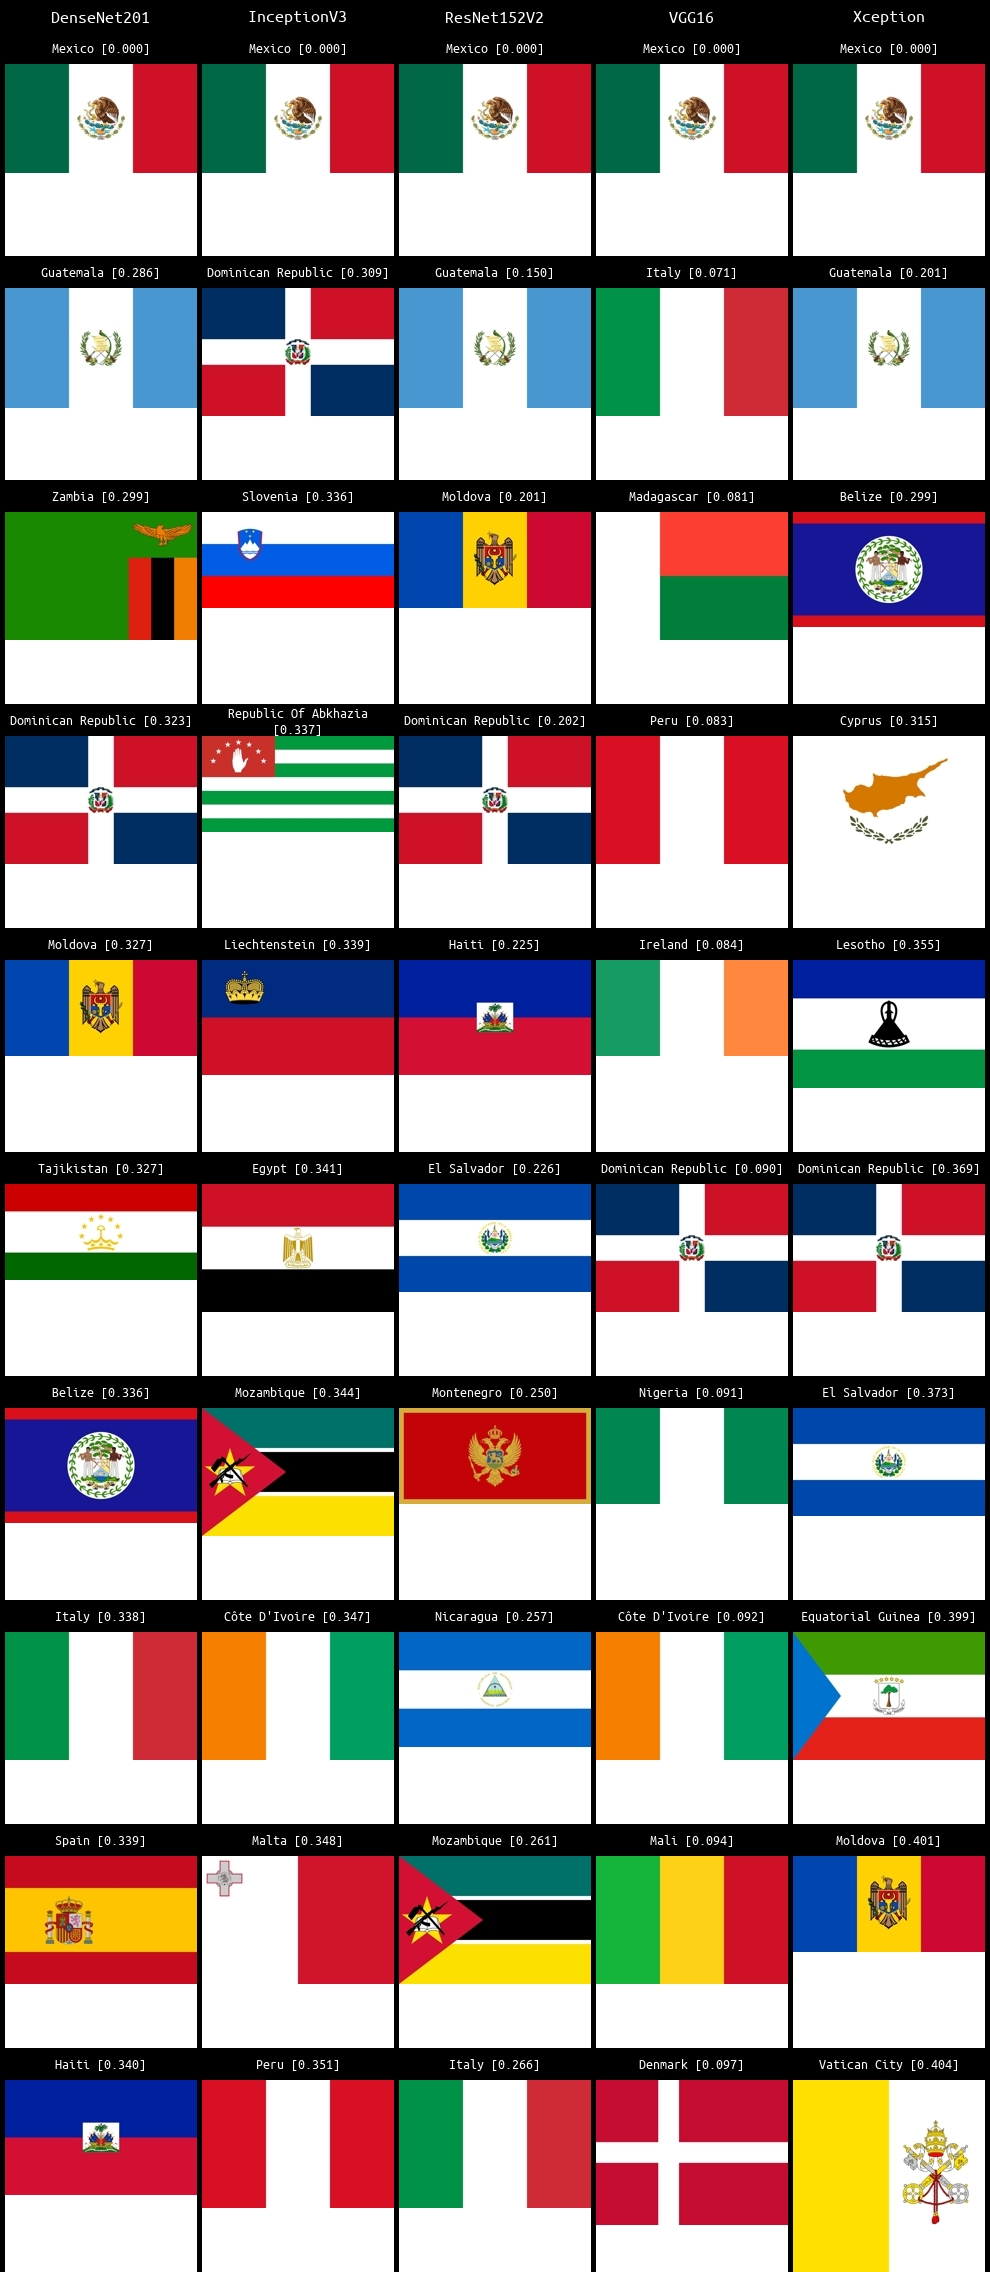 DenseNet201 InceptionV3 ResNet152V2 VGG16 Xception
Mexico [0.000] Mexico [0.000] Mexico [0.000] Mexico [0.000] Mexico [0.000]
Guatemala [0.286] Dominican Republic [0.309] Guatemala [0.150] Italy [0.071] Guatemala [0.201]
Zambia [0.299] Slovenia [0.336] Moldova [0.201] Madagascar [0.081] Belize [0.299]
Dominican Republic [0.323] Republic Of Abkhazia [0.337] Dominican Republic [0.202] Peru [0.083] Cyprus [0.315]
Moldova [0.327] Liechtenstein [0.339] Haiti [0.225] Ireland [0.084] Lesotho [0.355]
Tajikistan [0.327] Egypt [0.341] El Salvador [0.226] Dominican Republic [0.090] Dominican Republic [0.369]
Belize [0.336] Mozambique [0.344] Montenegro [0.250] Nigeria [0.091] El Salvador [0.373]
Italy [0.338] Côte D'Ivoire [0.347] Nicaragua [0.257] Côte D'Ivoire [0.092] Equatorial Guinea [0.399]
Spain [0.339] Malta [0.348] Mozambique [0.261] Mali [0.094] Moldova [0.401]
Haiti [0.340] Peru [0.351] Italy [0.266] Denmark [0.097] Vatican City [0.404]